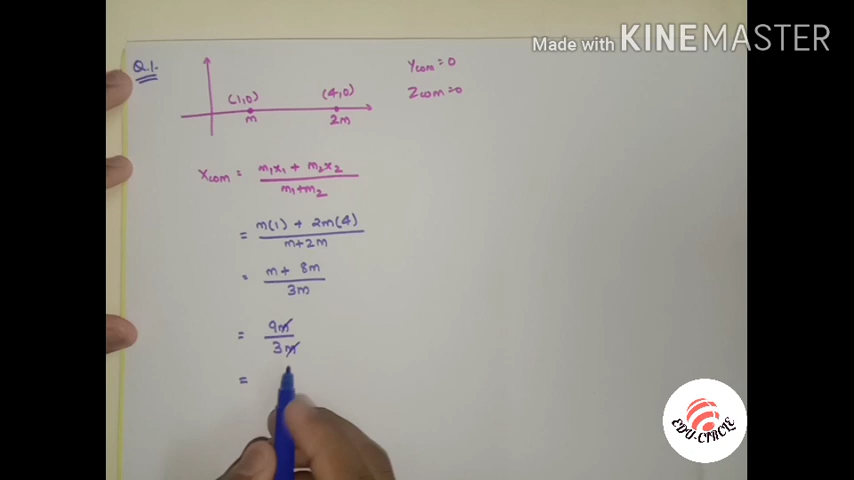 Made with KINEMASTER
Q.1.
Ycom = 0
(1,0) (4,0)
Zcom = 0
m 2m
Xcom = m₁x₁ + m₂x₂
m₁+m₂
= m(1) + 2m(4)
m+2m
= m + 8m
3m
= 9m
3m
=
EDU-CIRCLE